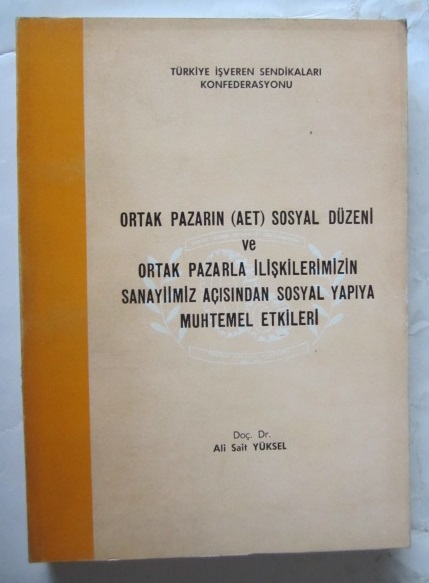 TÜRKİYE İŞVEREN SENDİKALARI
KONFEDERASYONU
ORTAK PAZARIN (AET) SOSYAL DÜZENİ
ve
ORTAK PAZARLA İLİŞKİLERİMİZİN
SANAYİİMİZ AÇISINDAN SOSYAL YAPIYA
MUHTEMEL ETKİLERİ
Doç. Dr.
Ali Sait YÜKSEL